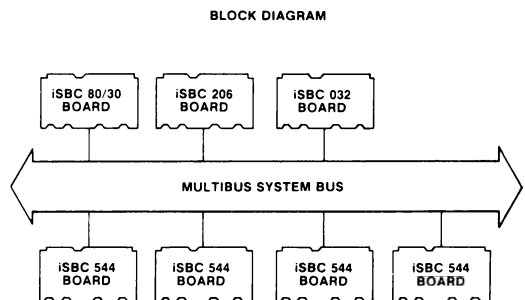 BLOCK DIAGRAM
iSBC 80/30
BOARD
iSBC 206
BOARD
iSBC 032
BOARD
MULTIBUS SYSTEM BUS
iSBC 544
BOARD
iSBC 544
BOARD
iSBC 544
BOARD
iSBC 544
BOARD